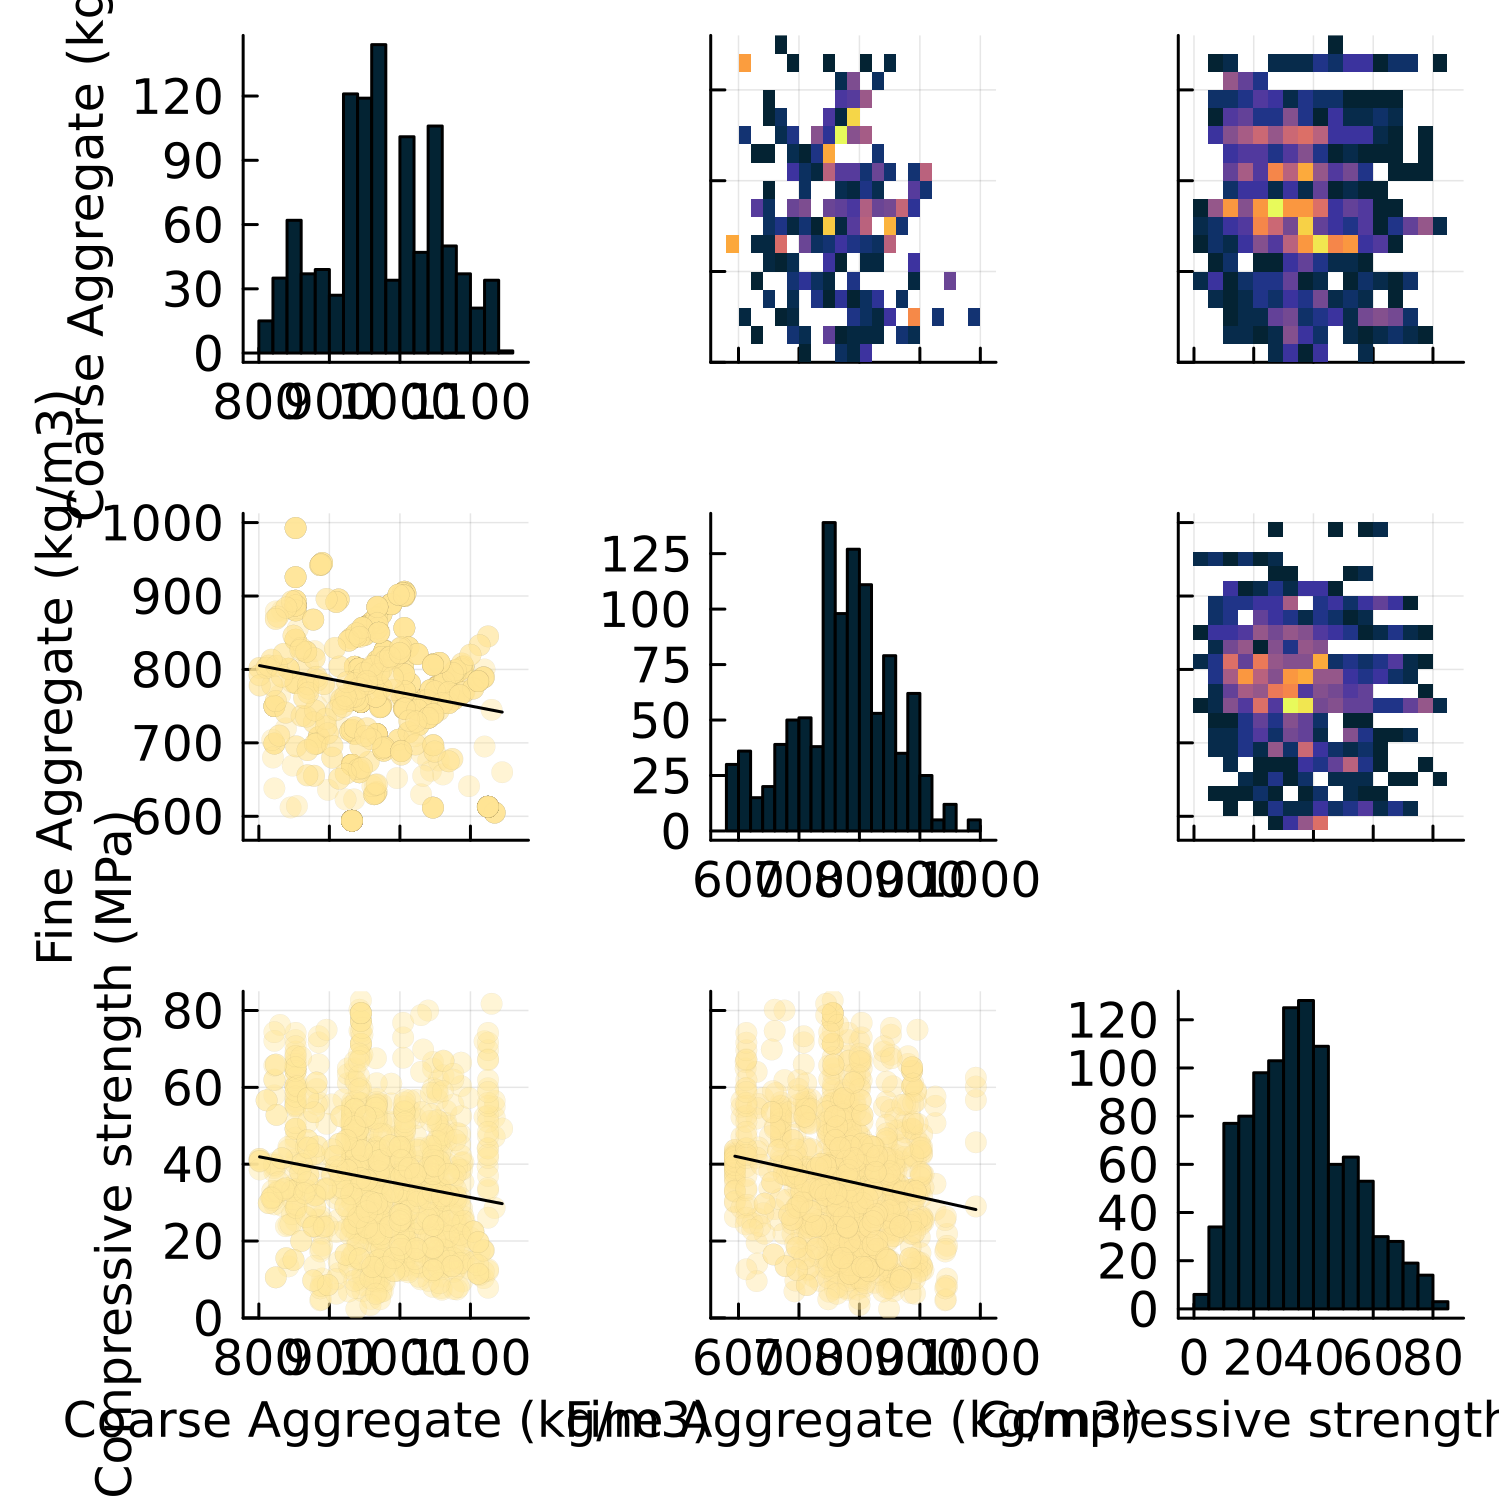 Coarse Aggregate (kg
120
90
60
30
0
800 900 1000 1100
Fine Aggregate (kg/m3)
1000
900
800
700
600
125
100
75
50
25
0
600 700 800 900 1000
Compressive strength (MPa)
80
60
40
20
0
120
100
80
60
40
20
0
800 900 1000 1100
600 700 800 900 1000
0 20 40 60 80
Coarse Aggregate (kg/m3)
Fine Aggregate (kg/m3)
Compressive strength